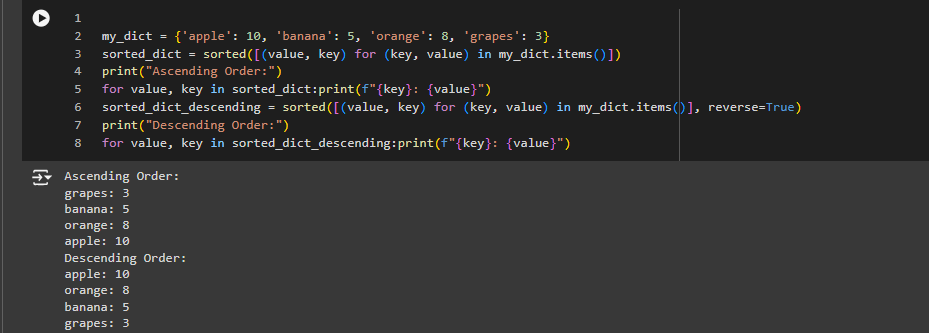 1
2 my_dict = {'apple': 10, 'banana': 5, 'orange': 8, 'grapes': 3}
3 sorted_dict = sorted([(value, key) for (key, value) in my_dict.items()])
4 print("Ascending Order:")
5 for value, key in sorted_dict:print(f"{key}: {value}")
6 sorted_dict_descending = sorted([(value, key) for (key, value) in my_dict.items()], reverse=True)
7 print("Descending Order:")
8 for value, key in sorted_dict_descending:print(f"{key}: {value}")
Ascending Order:
grapes: 3
banana: 5
orange: 8
apple: 10
Descending Order:
apple: 10
orange: 8
banana: 5
grapes: 3